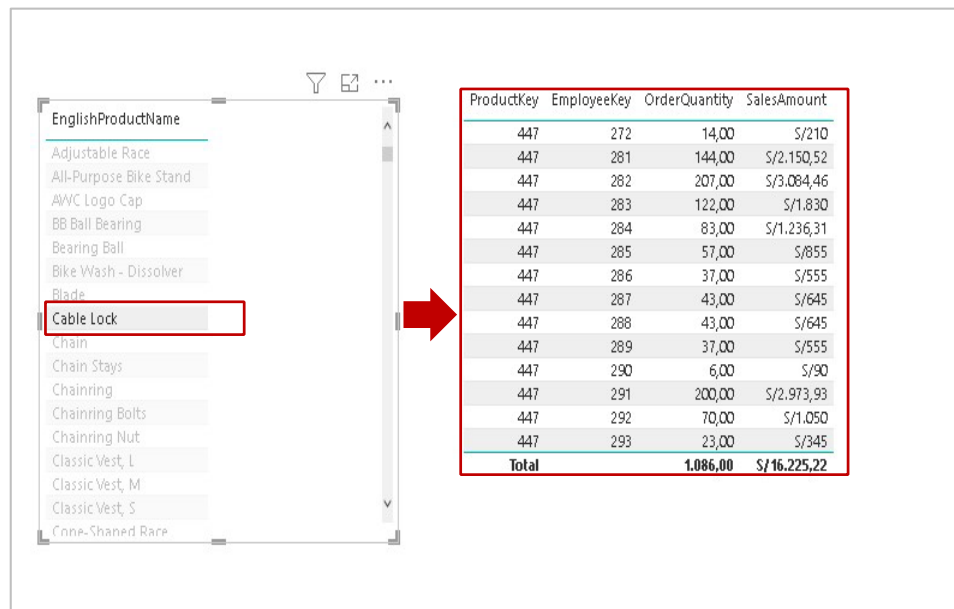 EnglishProductName
Adjustable Race
All-Purpose Bike Stand
AWC Logo Cap
BB Ball Bearing
Bearing Ball
Bike Wash - Dissolver
Blade
Cable Lock
Chain
Chain Stays
Chainring
Chainring Bolts
Chainring Nut
Classic Vest, L
Classic Vest, M
Classic Vest, S
Cone-Shaped Race
ProductKey EmployeeKey OrderQuantity SalesAmount
447 272 14,00 S/210
447 281 144,00 S/2.150,52
447 282 207,00 S/3.084,46
447 283 122,00 S/1.830
447 284 83,00 S/1.236,31
447 285 57,00 S/855
447 286 37,00 S/555
447 287 43,00 S/645
447 288 43,00 S/645
447 289 37,00 S/555
447 290 6,00 S/90
447 291 200,00 S/2.973,93
447 292 70,00 S/1.050
447 293 23,00 S/345
Total 1.086,00 S/16.225,22